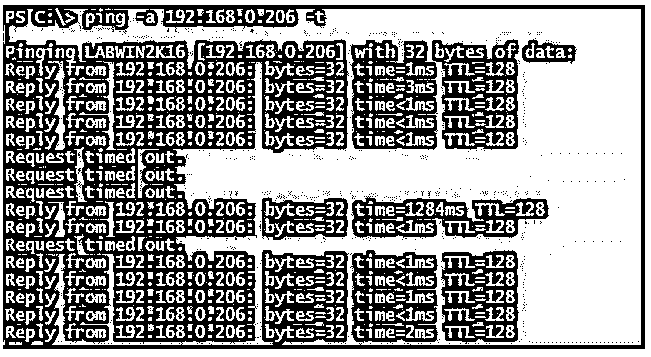 PS C:\> ping -a 192.168.0.206 -t
Pinging LABWIN2K16 [192.168.0.206] with 32 bytes of data:
Reply from 192.168.0.206: bytes=32 time=1ms TTL=128
Reply from 192.168.0.206: bytes=32 time=3ms TTL=128
Reply from 192.168.0.206: bytes=32 time<1ms TTL=128
Reply from 192.168.0.206: bytes=32 time<1ms TTL=128
Reply from 192.168.0.206: bytes=32 time<1ms TTL=128
Request timed out.
Request timed out.
Request timed out.
Reply from 192.168.0.206: bytes=32 time=1284ms TTL=128
Reply from 192.168.0.206: bytes=32 time<1ms TTL=128
Request timed out.
Reply from 192.168.0.206: bytes=32 time<1ms TTL=128
Reply from 192.168.0.206: bytes=32 time<1ms TTL=128
Reply from 192.168.0.206: bytes=32 time=1ms TTL=128
Reply from 192.168.0.206: bytes=32 time<1ms TTL=128
Reply from 192.168.0.206: bytes=32 time=2ms TTL=128